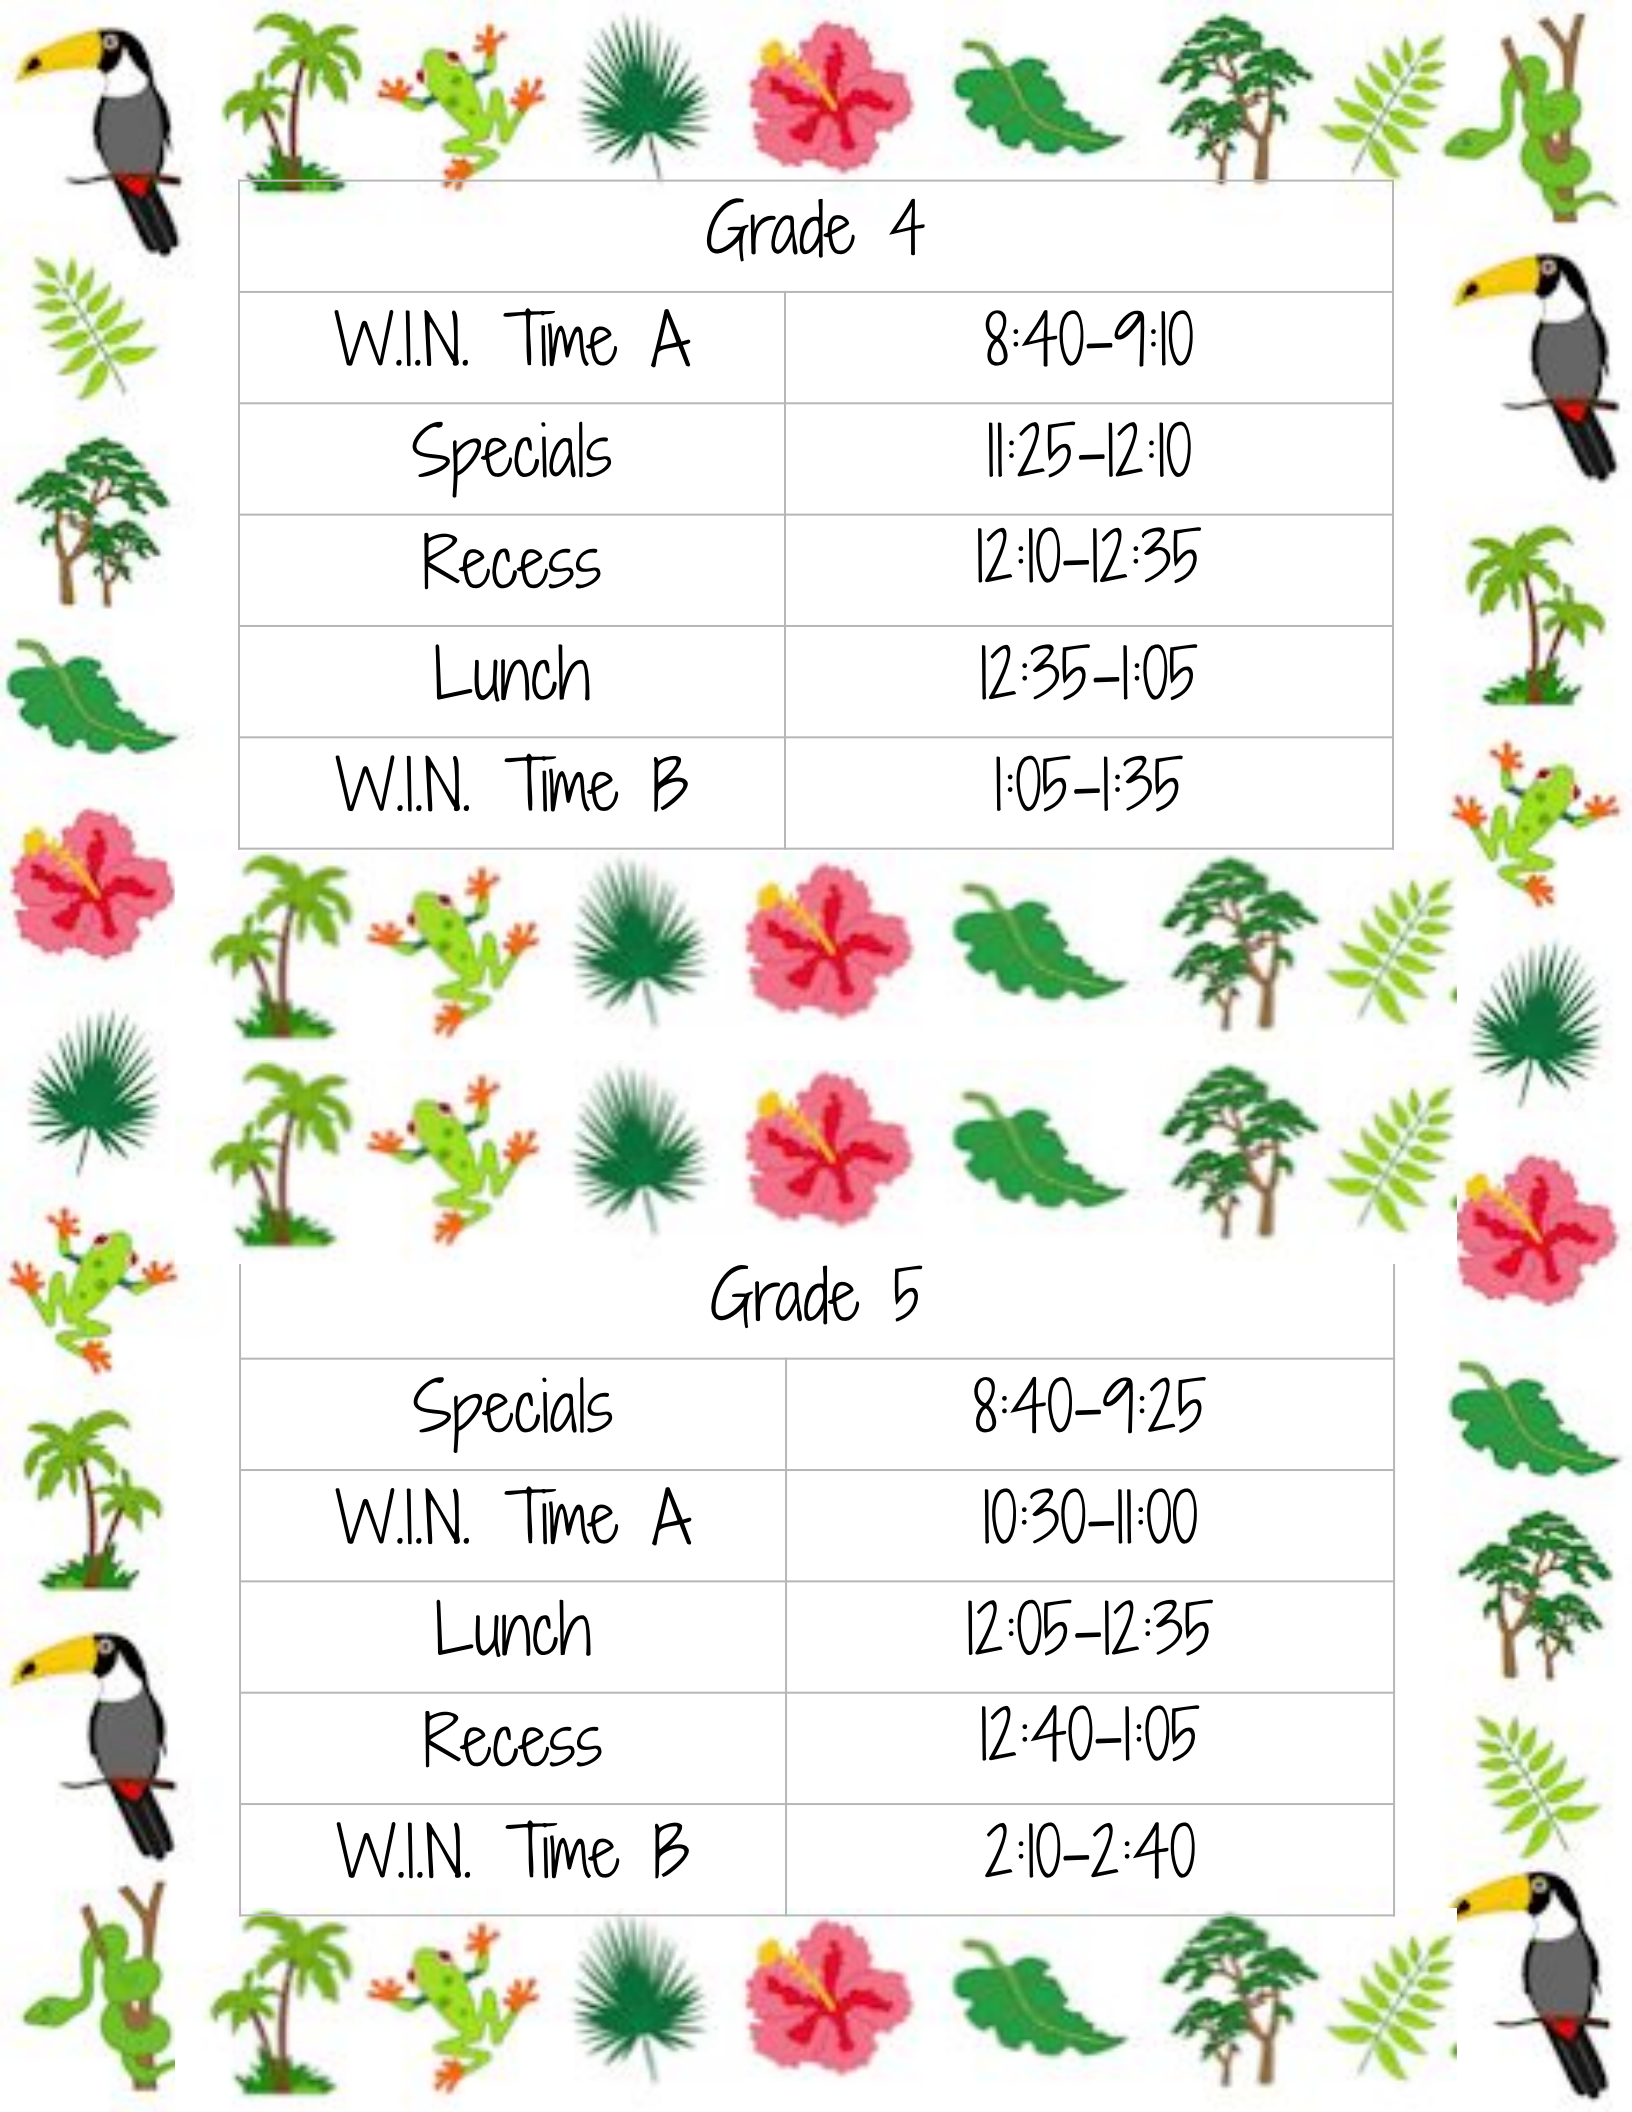 Grade 4
W.I.N. Time A 8:40-9:10
Specials 11:25-12:10
Recess 12:10-12:35
Lunch 12:35-1:05
W.I.N. Time B 1:05-1:35
Grade 5
Specials 8:40-9:25
W.I.N. Time A 10:30-11:00
Lunch 12:05-12:35
Recess 12:40-1:05
W.I.N. Time B 2:10-2:40